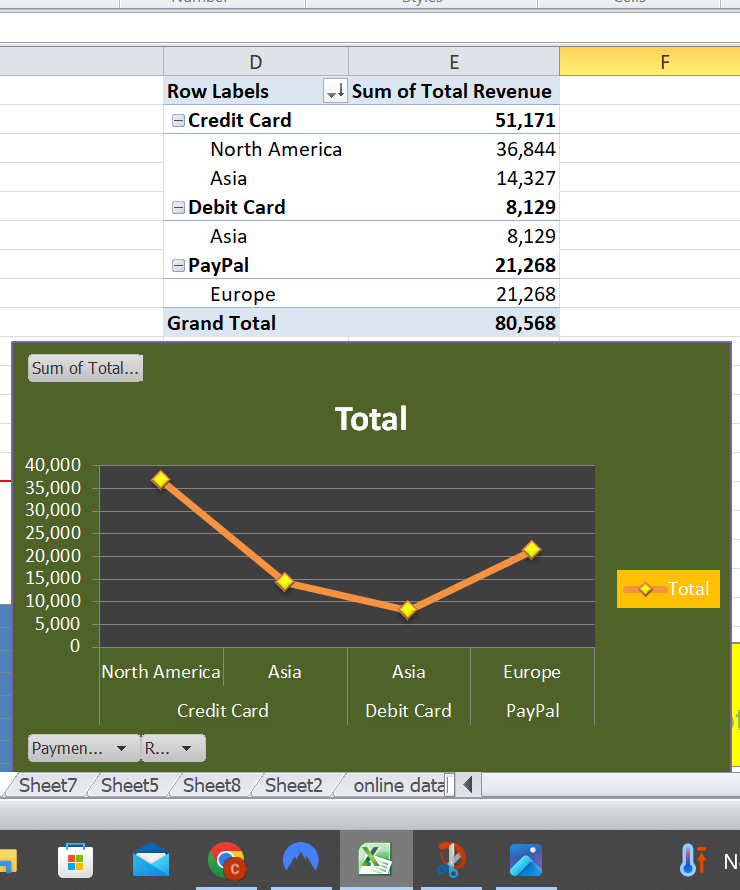 D E F
Row Labels Sum of Total Revenue
Credit Card 51,171
North America 36,844
Asia 14,327
Debit Card 8,129
Asia 8,129
PayPal 21,268
Europe 21,268
Grand Total 80,568
Sum of Total...
Total
40,000
35,000
30,000
25,000
20,000
15,000
10,000
5,000
0
Total
North America Asia Asia Europe
Credit Card Debit Card PayPal
Paymen... R...
Sheet7 Sheet5 Sheet8 Sheet2 online data
C